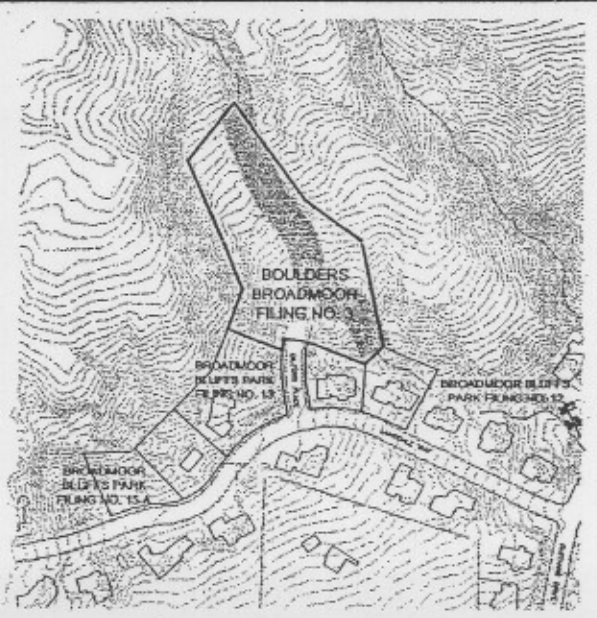 BOULDERS
BROADMOOR
FILING NO. 3
BROADMOOR
BLUFFS PARK
FILING NO. 13
BROADMOOR BLUFFS
PARK FILING NO. 12
BROADMOOR
BLUFFS PARK
FILING NO. 13 A